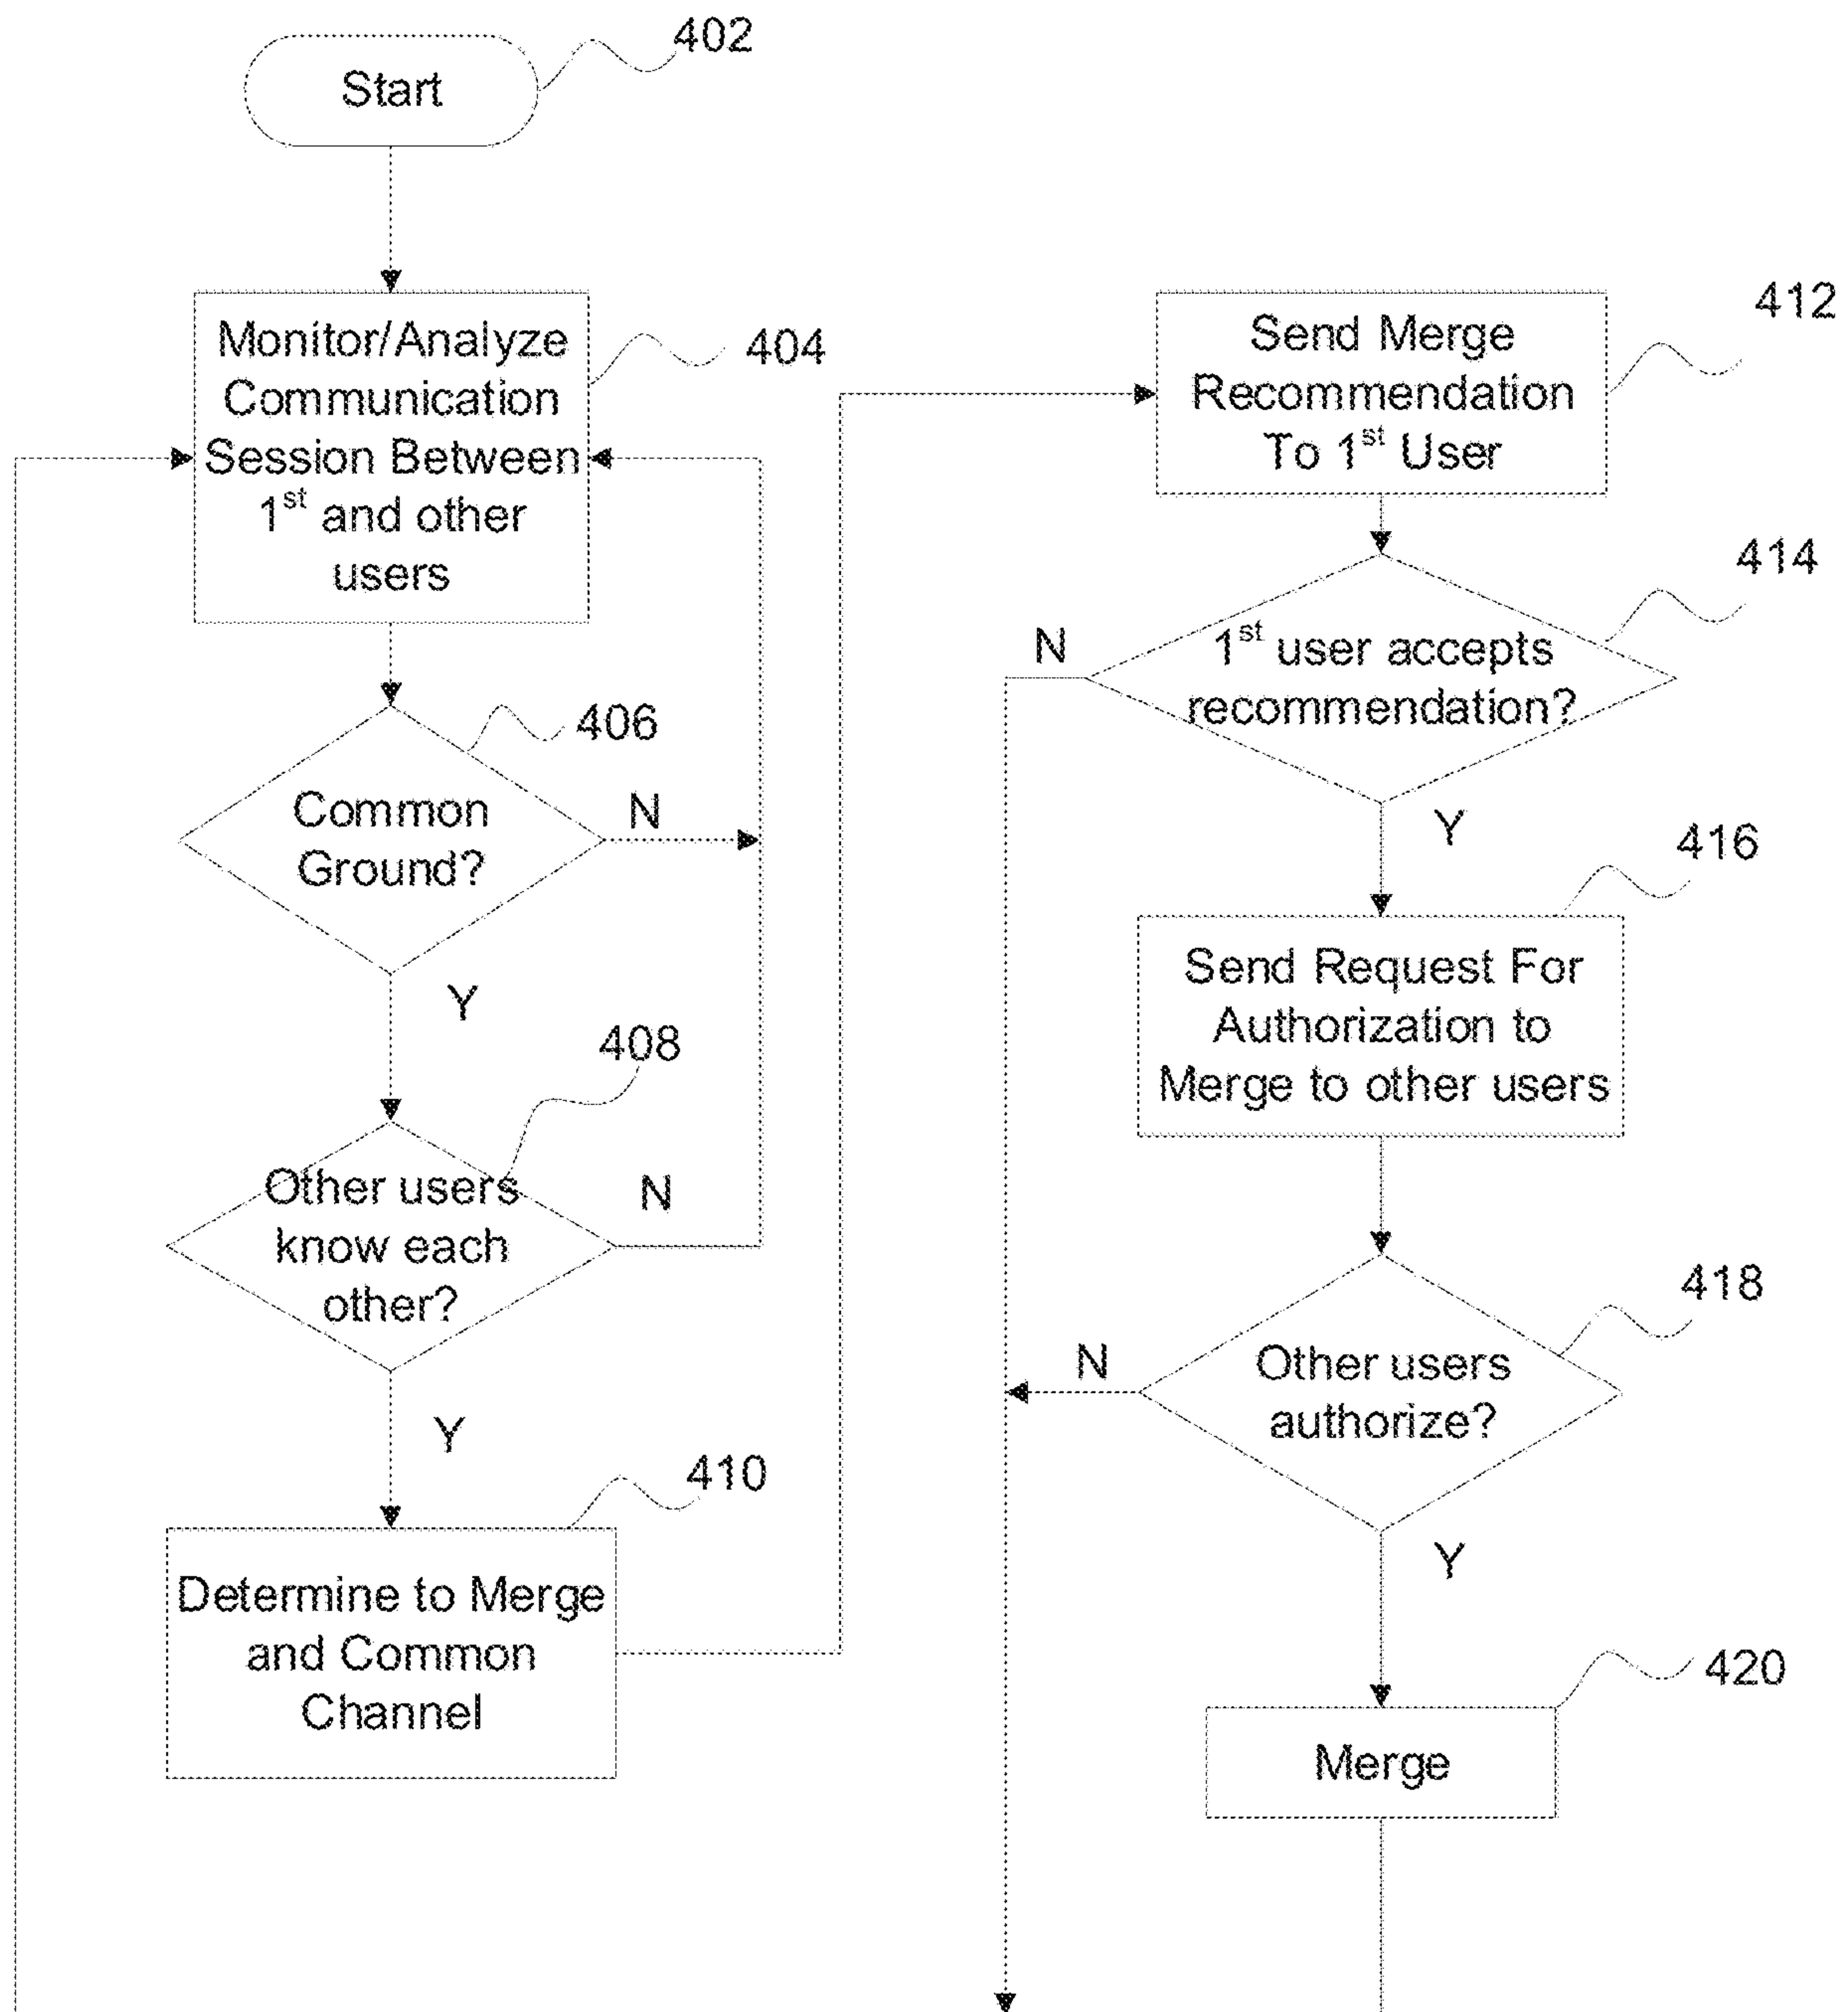 Start
402
Monitor/Analyze
Communication
Session Between
1st and other
users
404
406
Common
Ground?
N
Y
408
Other users
know each
other?
N
Y
410
Determine to Merge
and Common
Channel
412
Send Merge
Recommendation
To 1st User
414
1st user accepts
recommendation?
N
Y
416
Send Request For
Authorization to
Merge to other users
418
Other users
authorize?
N
Y
420
Merge